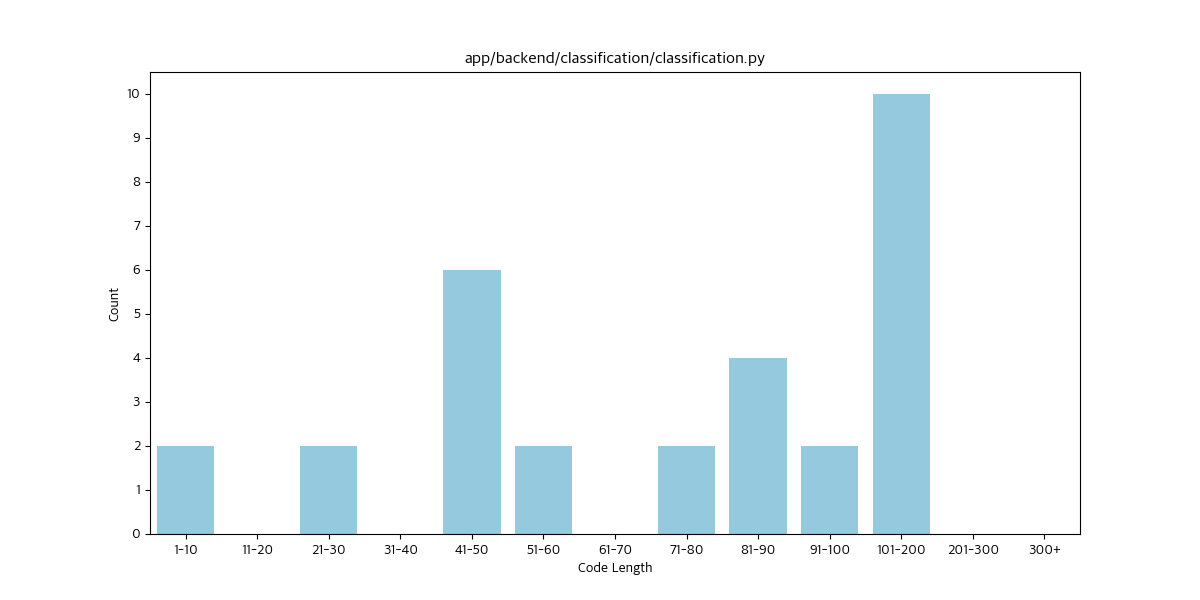 app/backend/classification/classification.py
10
9
8
7
6
5
4
3
2
1
0
Count
1-10 11-20 21-30 31-40 41-50 51-60 61-70 71-80 81-90 91-100 101-200 201-300 300+
Code Length